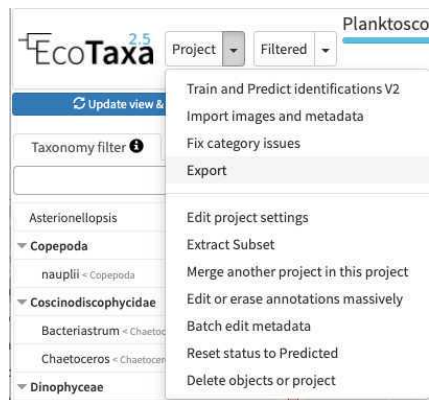 Planktosco
EcoTaxa 2.5
Project
Filtered
Update view &
Train and Predict identifications V2
Import images and metadata
Taxonomy filter
Fix category issues
Export
Asterionellopsis
Edit project settings
Copepoda
Extract Subset
nauplii < Copepoda
Merge another project in this project
Coscinodiscophycidae
Edit or erase annotations massively
Bacteriastrum < Chaetoc
Batch edit metadata
Chaetoceros < Chaetocer
Reset status to Predicted
Dinophyceae
Delete objects or project